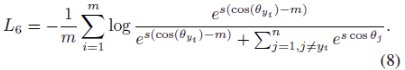 L_6 = -\frac{1}{m} \sum_{i=1}^{m} \log \frac{e^{s(\cos(\theta_{y_i})-m)}}{e^{s(\cos(\theta_{y_i})-m)} + \sum_{j=1,j\neq y_i}^{n} e^{s \cos \theta_j}}.
(8)